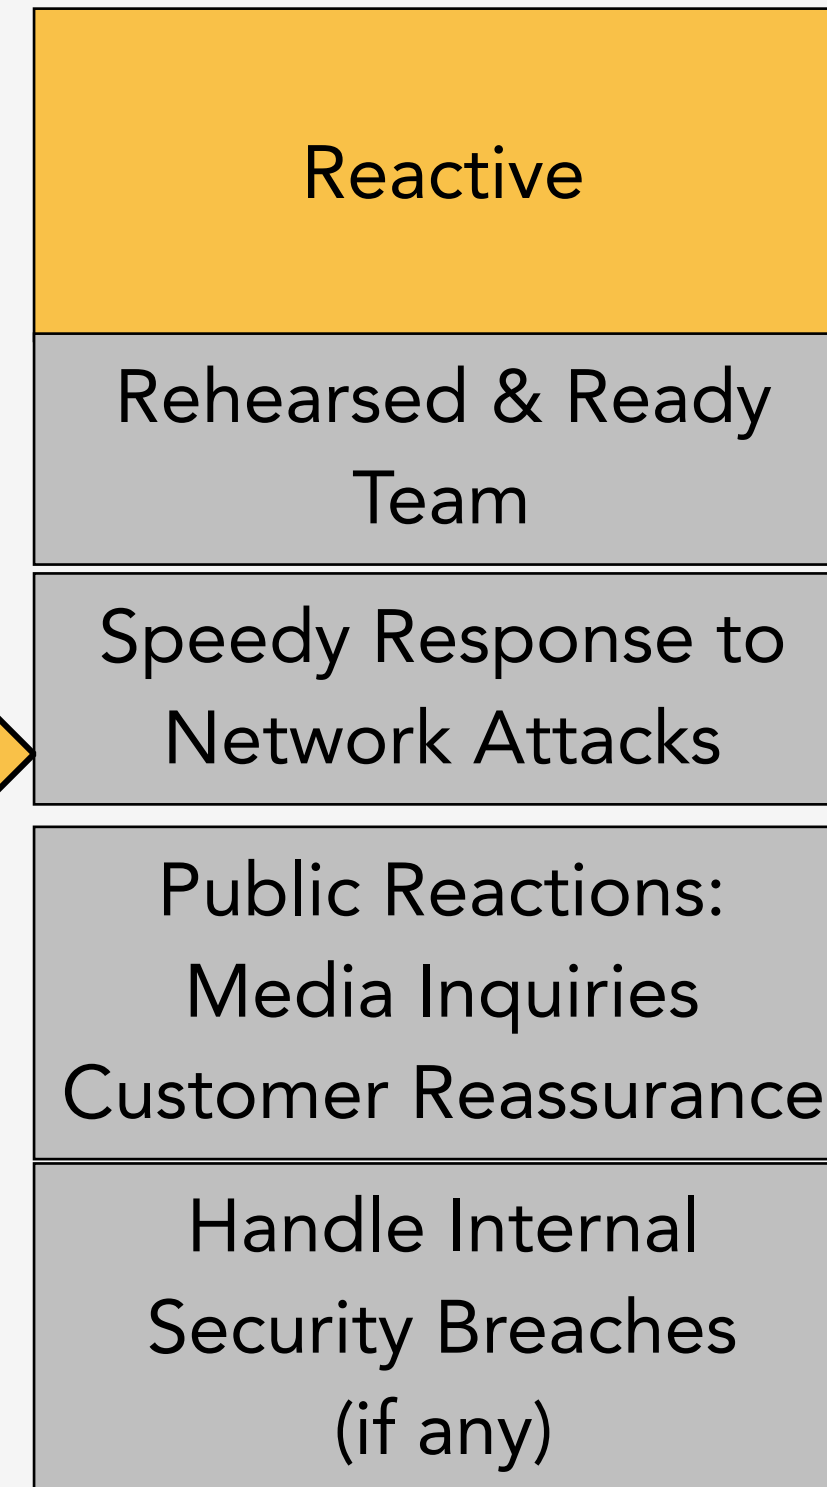 Reactive
Rehearsed & Ready
Team
Speedy Response to
Network Attacks
Public Reactions:
Media Inquiries
Customer Reassurance
Handle Internal
Security Breaches
(if any)